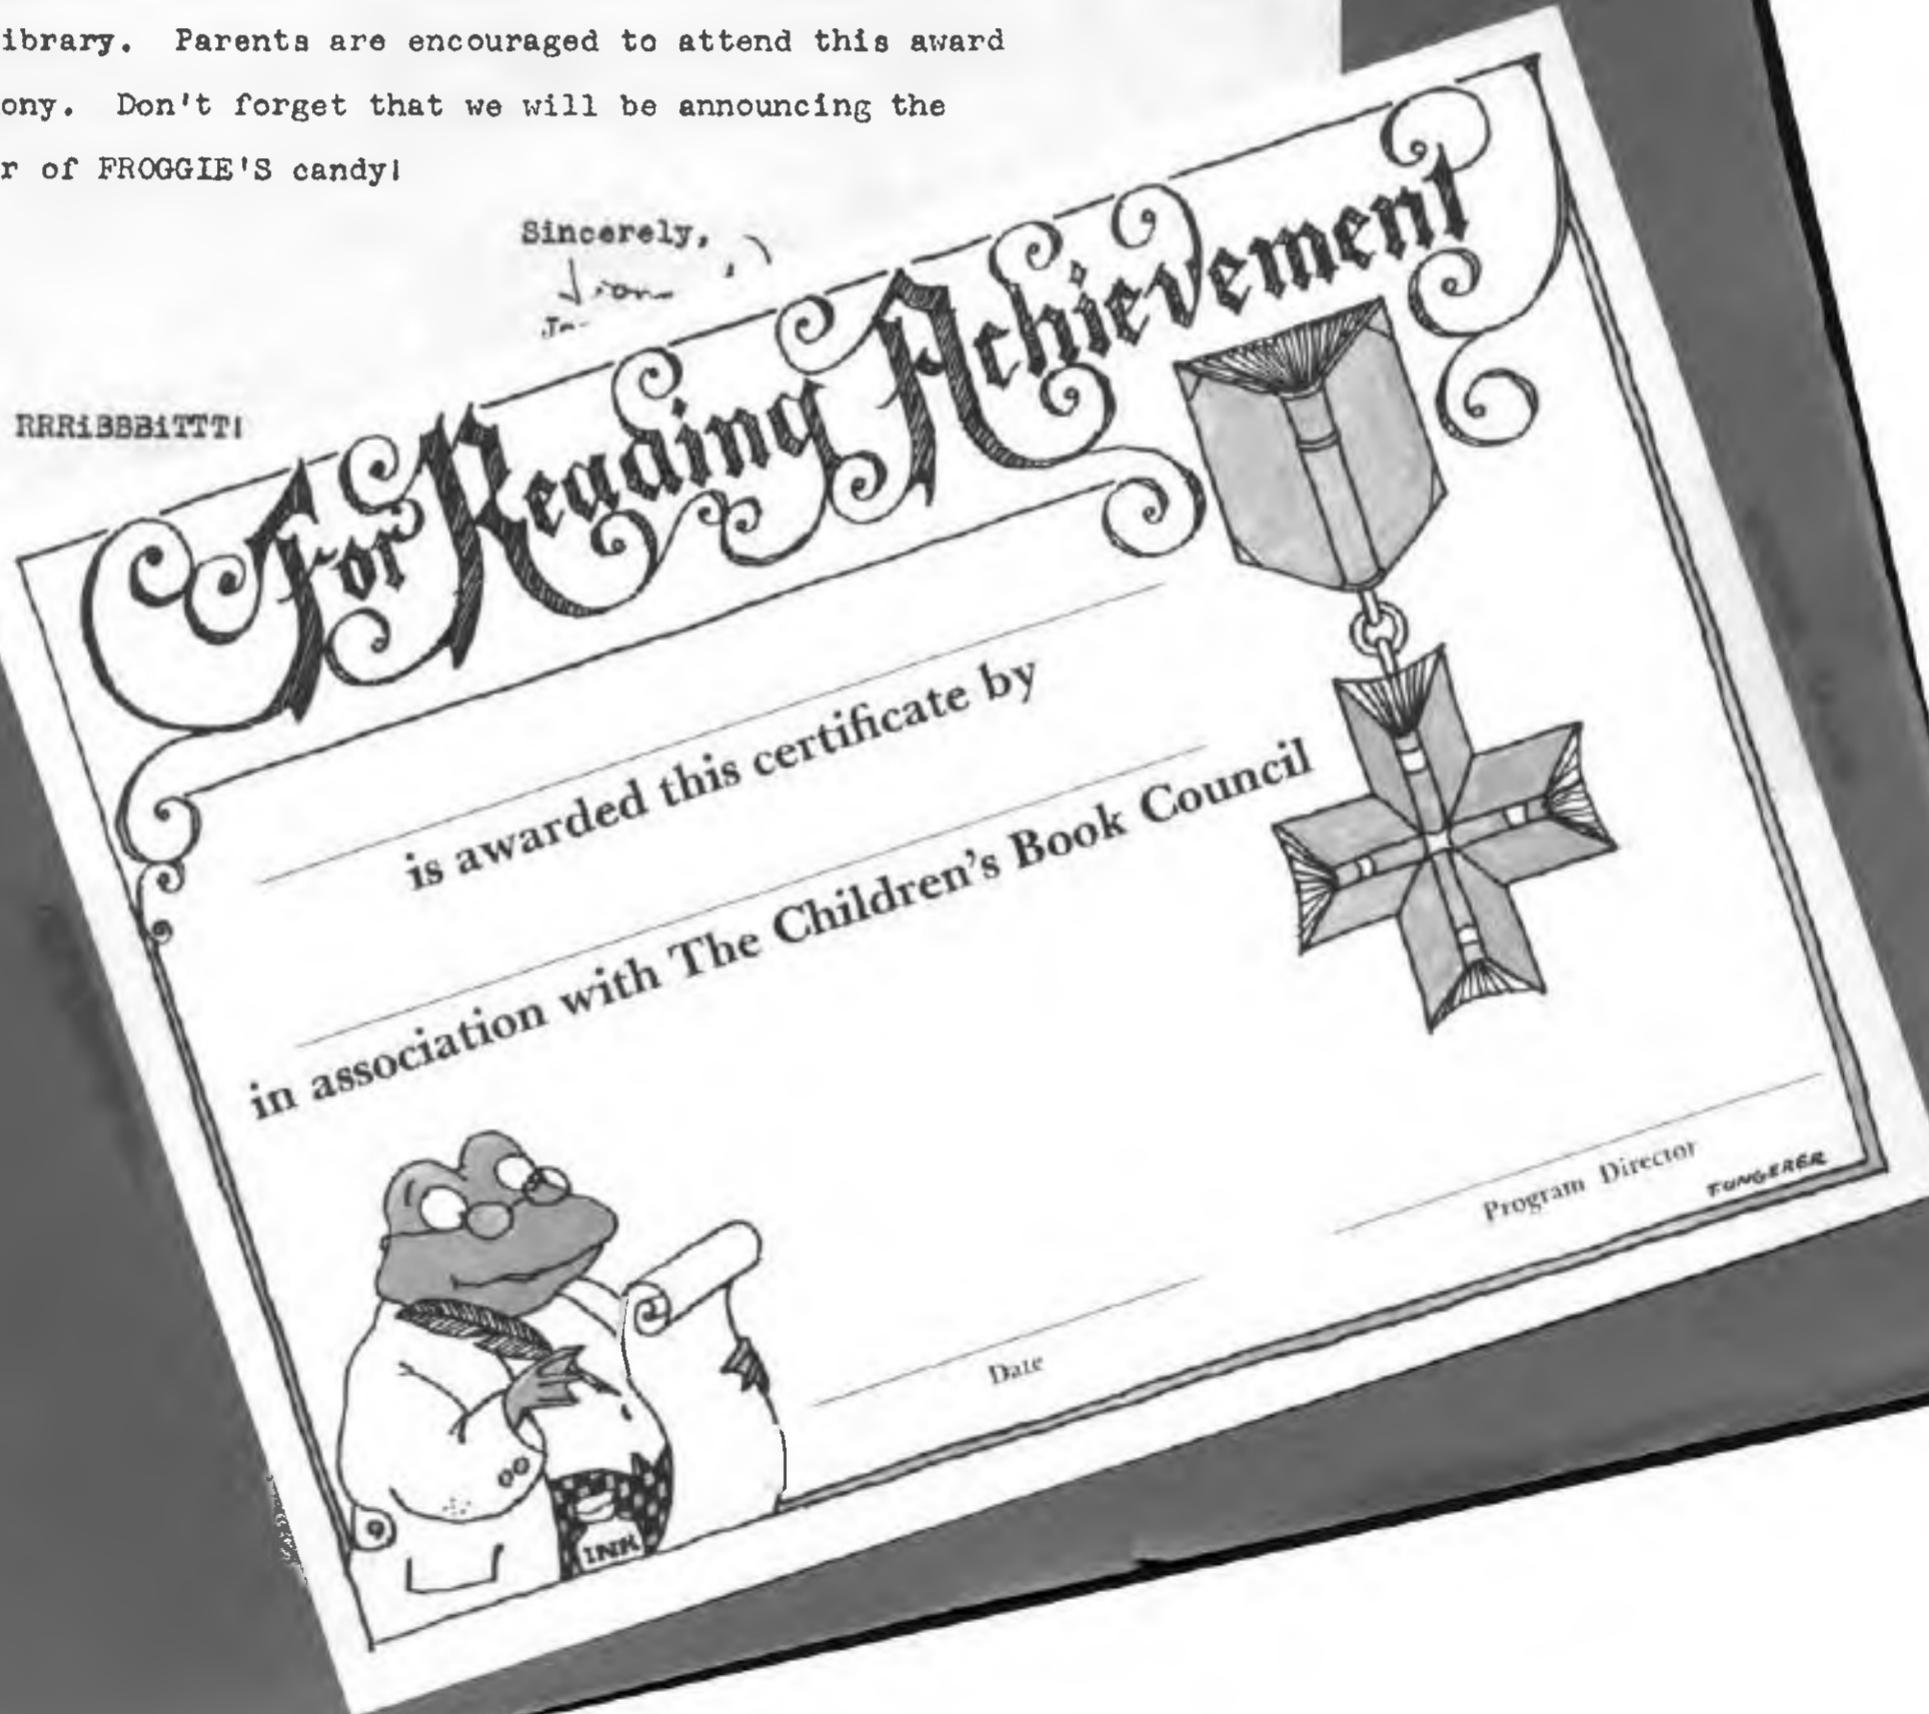 ibrary. Parents are encouraged to attend this award
ony. Don't forget that we will be announcing the
r of FROGGIE'S candy!
Sincerely,
RRRiBBBiTTT!
For Reading Achievement
is awarded this certificate by
in association with The Children's Book Council
Program Director
TUNGERER
Date
INK